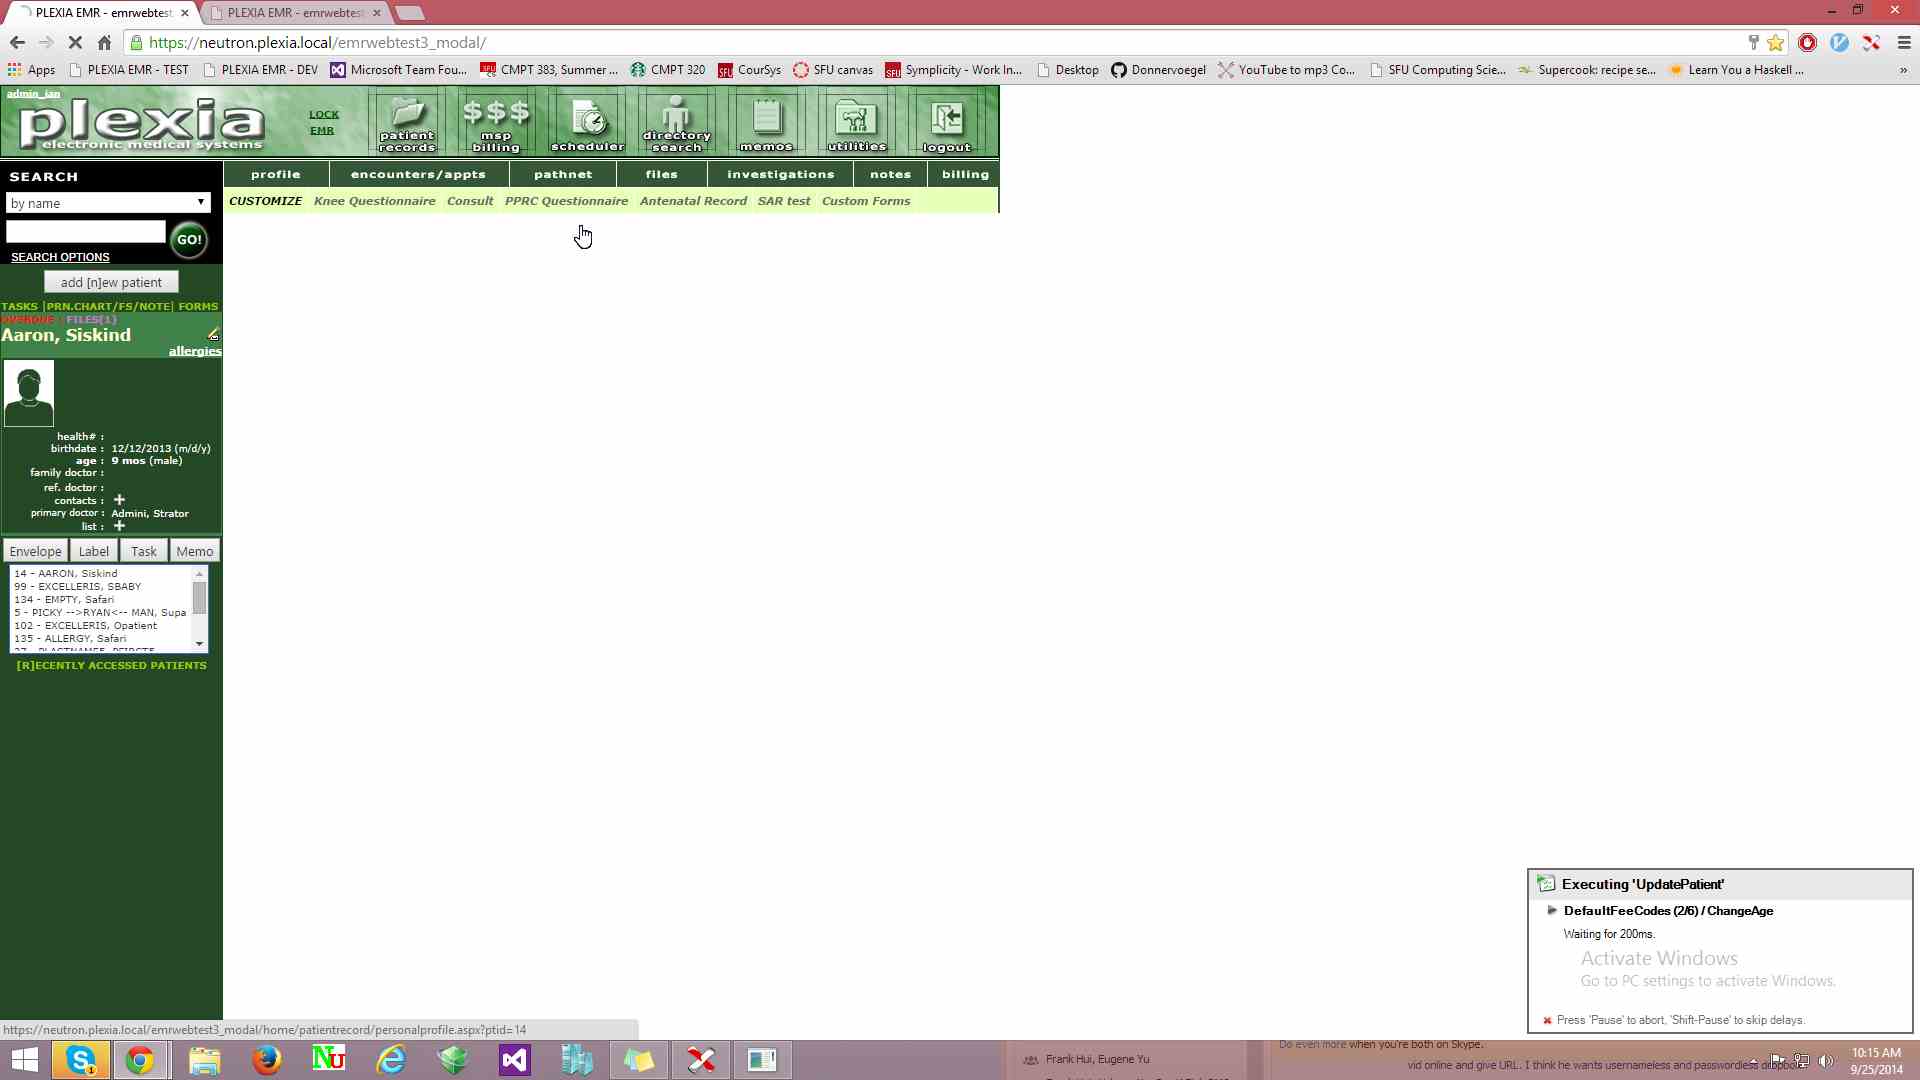 PLEXIA EMR - emrwebtest
PLEXIA EMR - emrwebtest
https://neutron.plexia.local/emrwebtest3_modal/
Apps
PLEXIA EMR - TEST
PLEXIA EMR - DEV
Microsoft Team Fou...
CMPT 383, Summer ...
CMPT 320
CourSys
SFU canvas
Symplicity - Work In...
Desktop
Donnervoegel
YouTube to mp3 Co...
SFU Computing Scie...
Supercook: recipe se...
Learn You a Haskell ...
»
admin_ian
plexia
electronic medical systems
LOCK
EMR
patient
records
$$$
msp
billing
scheduler
directory
search
memos
utilities
logout
SEARCH
by name
GO!
SEARCH OPTIONS
profile
encounters/appts
pathnet
files
investigations
notes
billing
CUSTOMIZE Knee Questionnaire Consult PPRC Questionnaire Antenatal Record SAR test Custom Forms
add [n]ew patient
TASKS |PRN.CHART/FS/NOTE| FORMS
OVERDUE FILES(1)
Aaron, Siskind
allergies
health# :
birthdate : 12/12/2013 (m/d/y)
age : 9 mos (male)
family doctor :
ref. doctor :
contacts :
primary doctor : Admini, Strator
list :
Envelope
Label
Task
Memo
14 - AARON, Siskind
99 - EXCELLERIS, SBABY
134 - EMPTY, Safari
5 - PICKY -->RYAN<-- MAN, Supa
102 - EXCELLERIS, Opatient
135 - ALLERGY, Safari
[R]ECENTLY ACCESSED PATIENTS
Executing 'UpdatePatient'
DefaultFeeCodes (2/6) / ChangeAge
Waiting for 200ms.
Activate Windows
Go to PC settings to activate Windows.
Press 'Pause' to abort, 'Shift-Pause' to skip delays.
https://neutron.plexia.local/emrwebtest3_modal/home/patientrecord/personalprofile.aspx?ptid=14
Nu
Frank Hui, Eugene Yu
Do even more when you're both on Skype.
vid online and give URL. I think he wants usernameless and passwordless dropbo
10:15 AM
9/25/2014